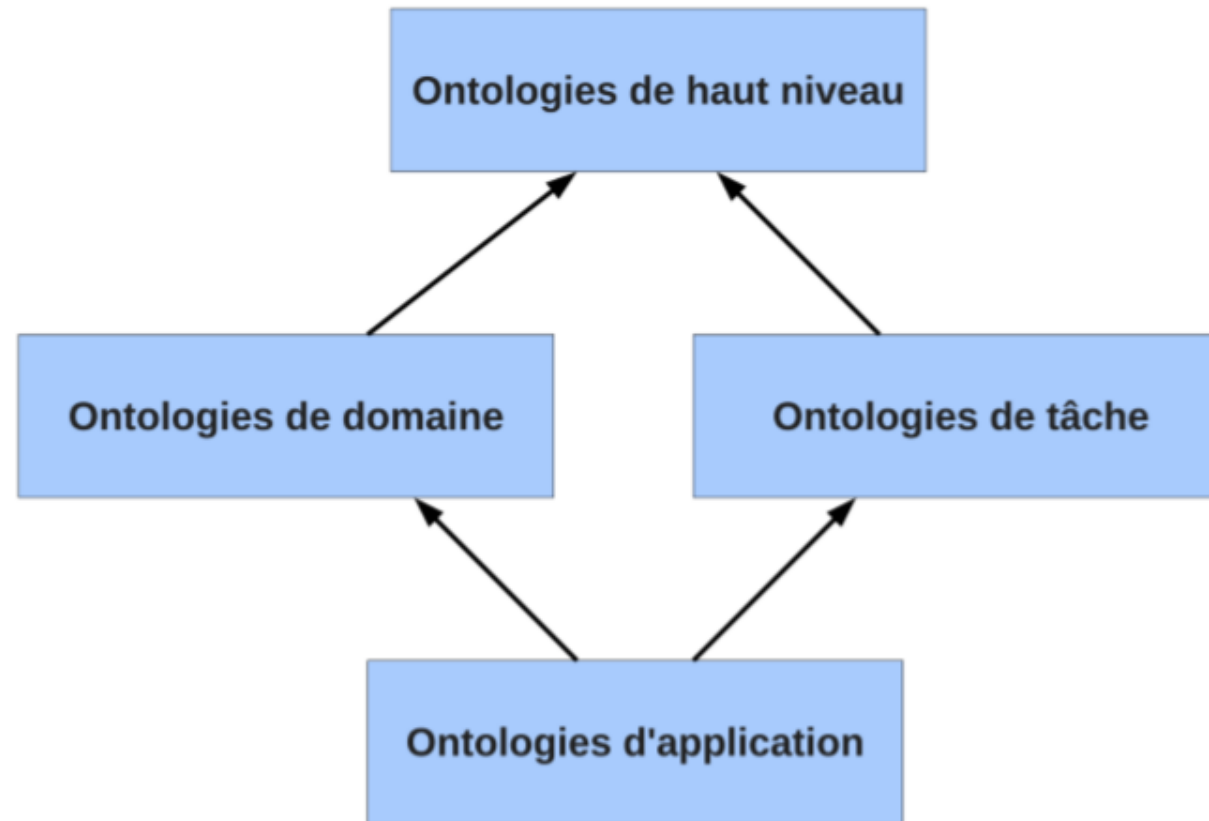 Ontologies de haut niveau
Ontologies de domaine
Ontologies de tâche
Ontologies d'application